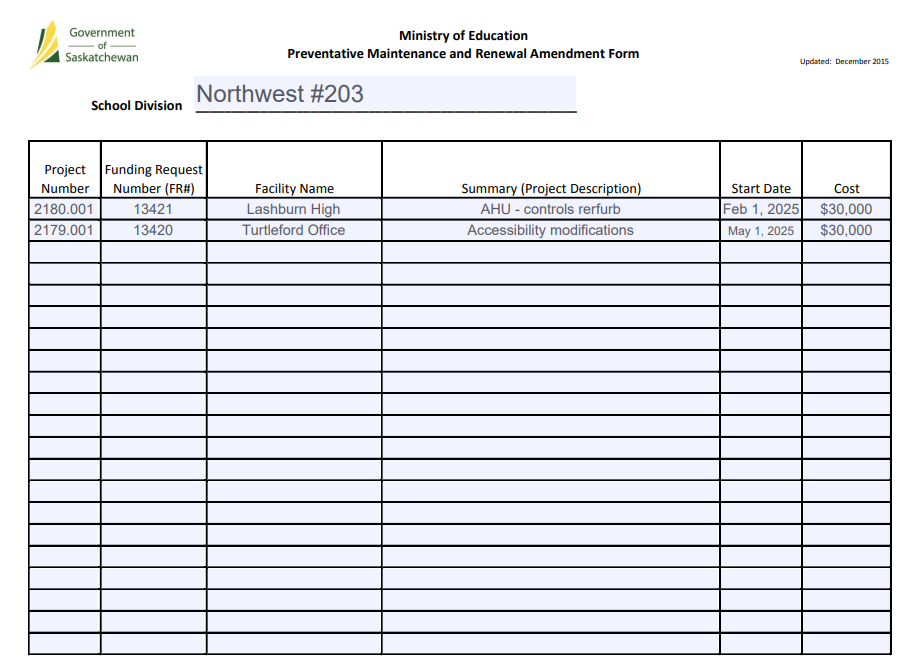 Government
of
Saskatchewan
Ministry of Education
Preventative Maintenance and Renewal Amendment Form
Updated: December 2015
School Division Northwest #203
Project Number Funding Request Number (FR#) Facility Name Summary (Project Description) Start Date Cost
2180.001 13421 Lashburn High AHU - controls rerfurb Feb 1, 2025 $30,000
2179.001 13420 Turtleford Office Accessibility modifications May 1, 2025 $30,000